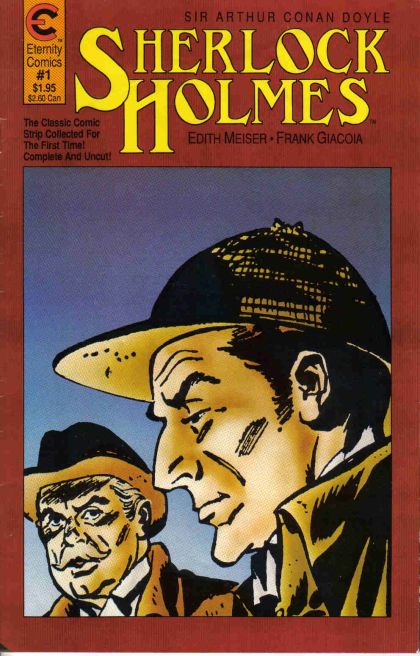 SIR ARTHUR CONAN DOYLE
SHERLOCK
HOLMES™
EDITH MEISER • FRANK GIACOIA
Eternity
Comics
#1
$1.95
$2.60 Can
The Classic Comic
Strip Collected For
The First Time!
Complete And Uncut!